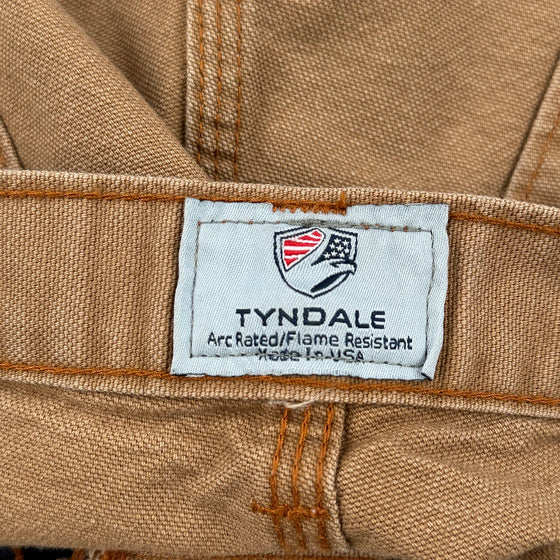 TYNDALE
Arc Rated/Flame Resistant
Made In USA